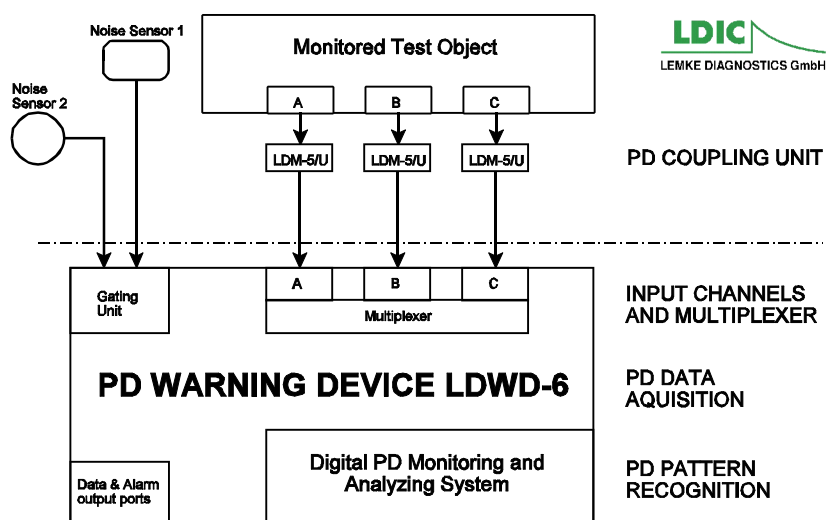 Noise Sensor 1
Noise
Sensor 2
Monitored Test Object
A
B
C
LDIC
LEMKE DIAGNOSTICS GmbH
LDM-5/U
LDM-5/U
LDM-5/U
PD COUPLING UNIT
Gating
Unit
A
B
C
Multiplexer
INPUT CHANNELS
AND MULTIPLEXER
PD WARNING DEVICE LDWD-6
PD DATA
AQUISITION
Data & Alarm
output ports
Digital PD Monitoring and
Analyzing System
PD PATTERN
RECOGNITION